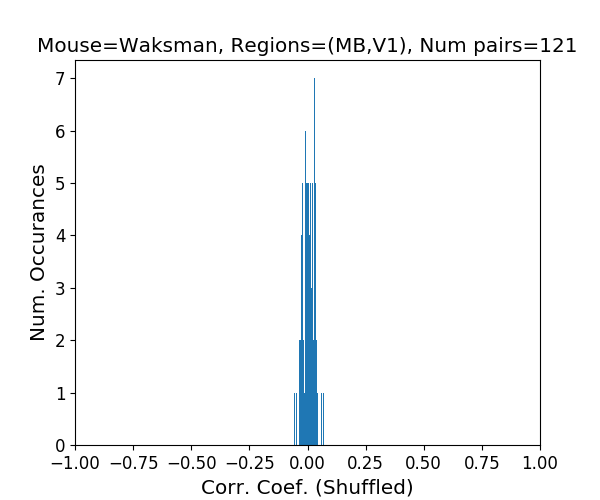 Mouse=Waksman, Regions=(MB,V1), Num pairs=121
7
6
5
4
3
2
1
0
Num. Occurances
−1.00 −0.75 −0.50 −0.25 0.00 0.25 0.50 0.75 1.00
Corr. Coef. (Shuffled)